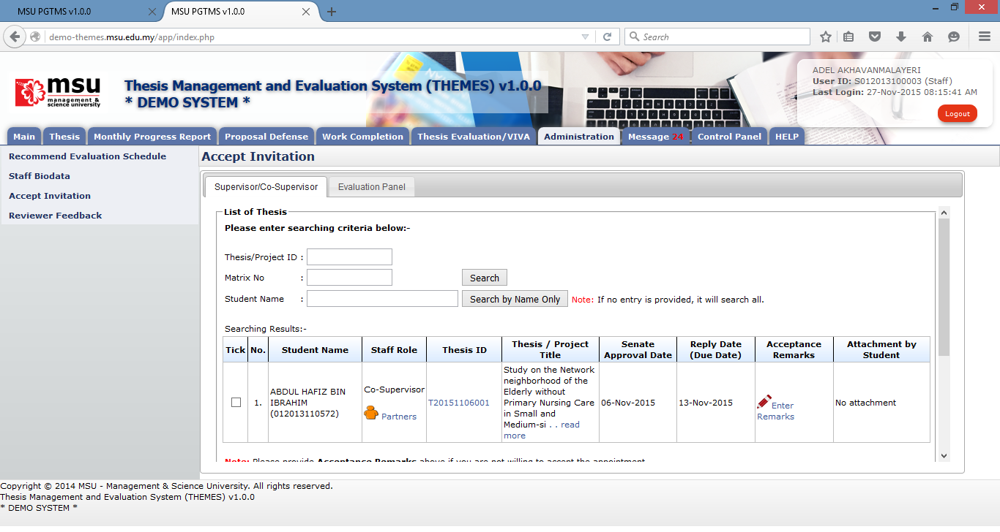 MSU PGTMS v1.0.0
MSU PGTMS v1.0.0
demo-themes.msu.edu.my/app/index.php
Search
msu
management &
science university
Thesis Management and Evaluation System (THEMES) v1.0.0
* DEMO SYSTEM *
ADEL AKHAVANMALAYERI
User ID: S012013100003 (Staff)
Last Login: 27-Nov-2015 08:15:41 AM
Logout
Main Thesis Monthly Progress Report Proposal Defense Work Completion Thesis Evaluation/VIVA Administration Message 24 Control Panel HELP
Recommend Evaluation Schedule
Staff Biodata
Accept Invitation
Reviewer Feedback
Accept Invitation
Supervisor/Co-Supervisor Evaluation Panel
List of Thesis
Please enter searching criteria below:-
Thesis/Project ID :
Matrix No :
Search
Student Name :
Search by Name Only Note: If no entry is provided, it will search all.
Searching Results:-
Tick No. Student Name Staff Role Thesis ID
Thesis / Project
Title
Senate
Approval Date
Reply Date
(Due Date)
Acceptance
Remarks
Attachment by
Student
1.
ABDUL HAFIZ BIN
IBRAHIM
(012013110572)
Co-Supervisor
Partners
T20151106001
Study on the Network
neighborhood of the
Elderly without
Primary Nursing Care
in Small and
Medium-si . . read
more
06-Nov-2015
13-Nov-2015
Enter
Remarks
No attachment
Note: Please provide Acceptance Remarks above if you are not willing to accept the appointment
Copyright © 2014 MSU - Management & Science University. All rights reserved.
Thesis Management and Evaluation System (THEMES) v1.0.0
* DEMO SYSTEM *